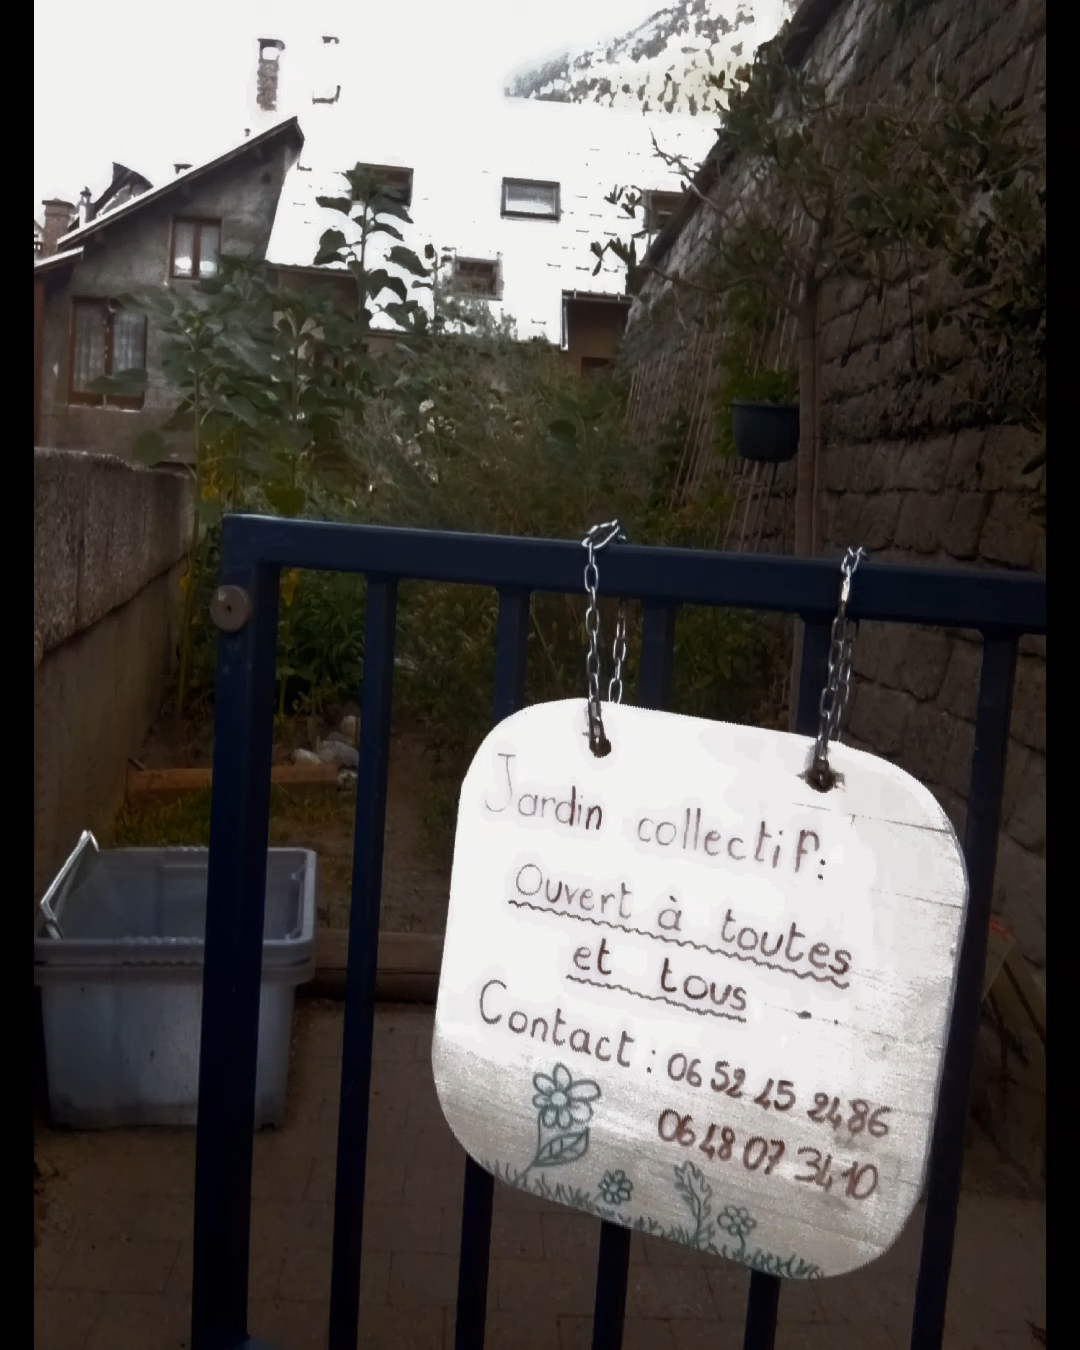 Jardin collectif:
Ouvert à toutes
et tous
Contact : 06 52 45 24 86
06 48 07 34 10